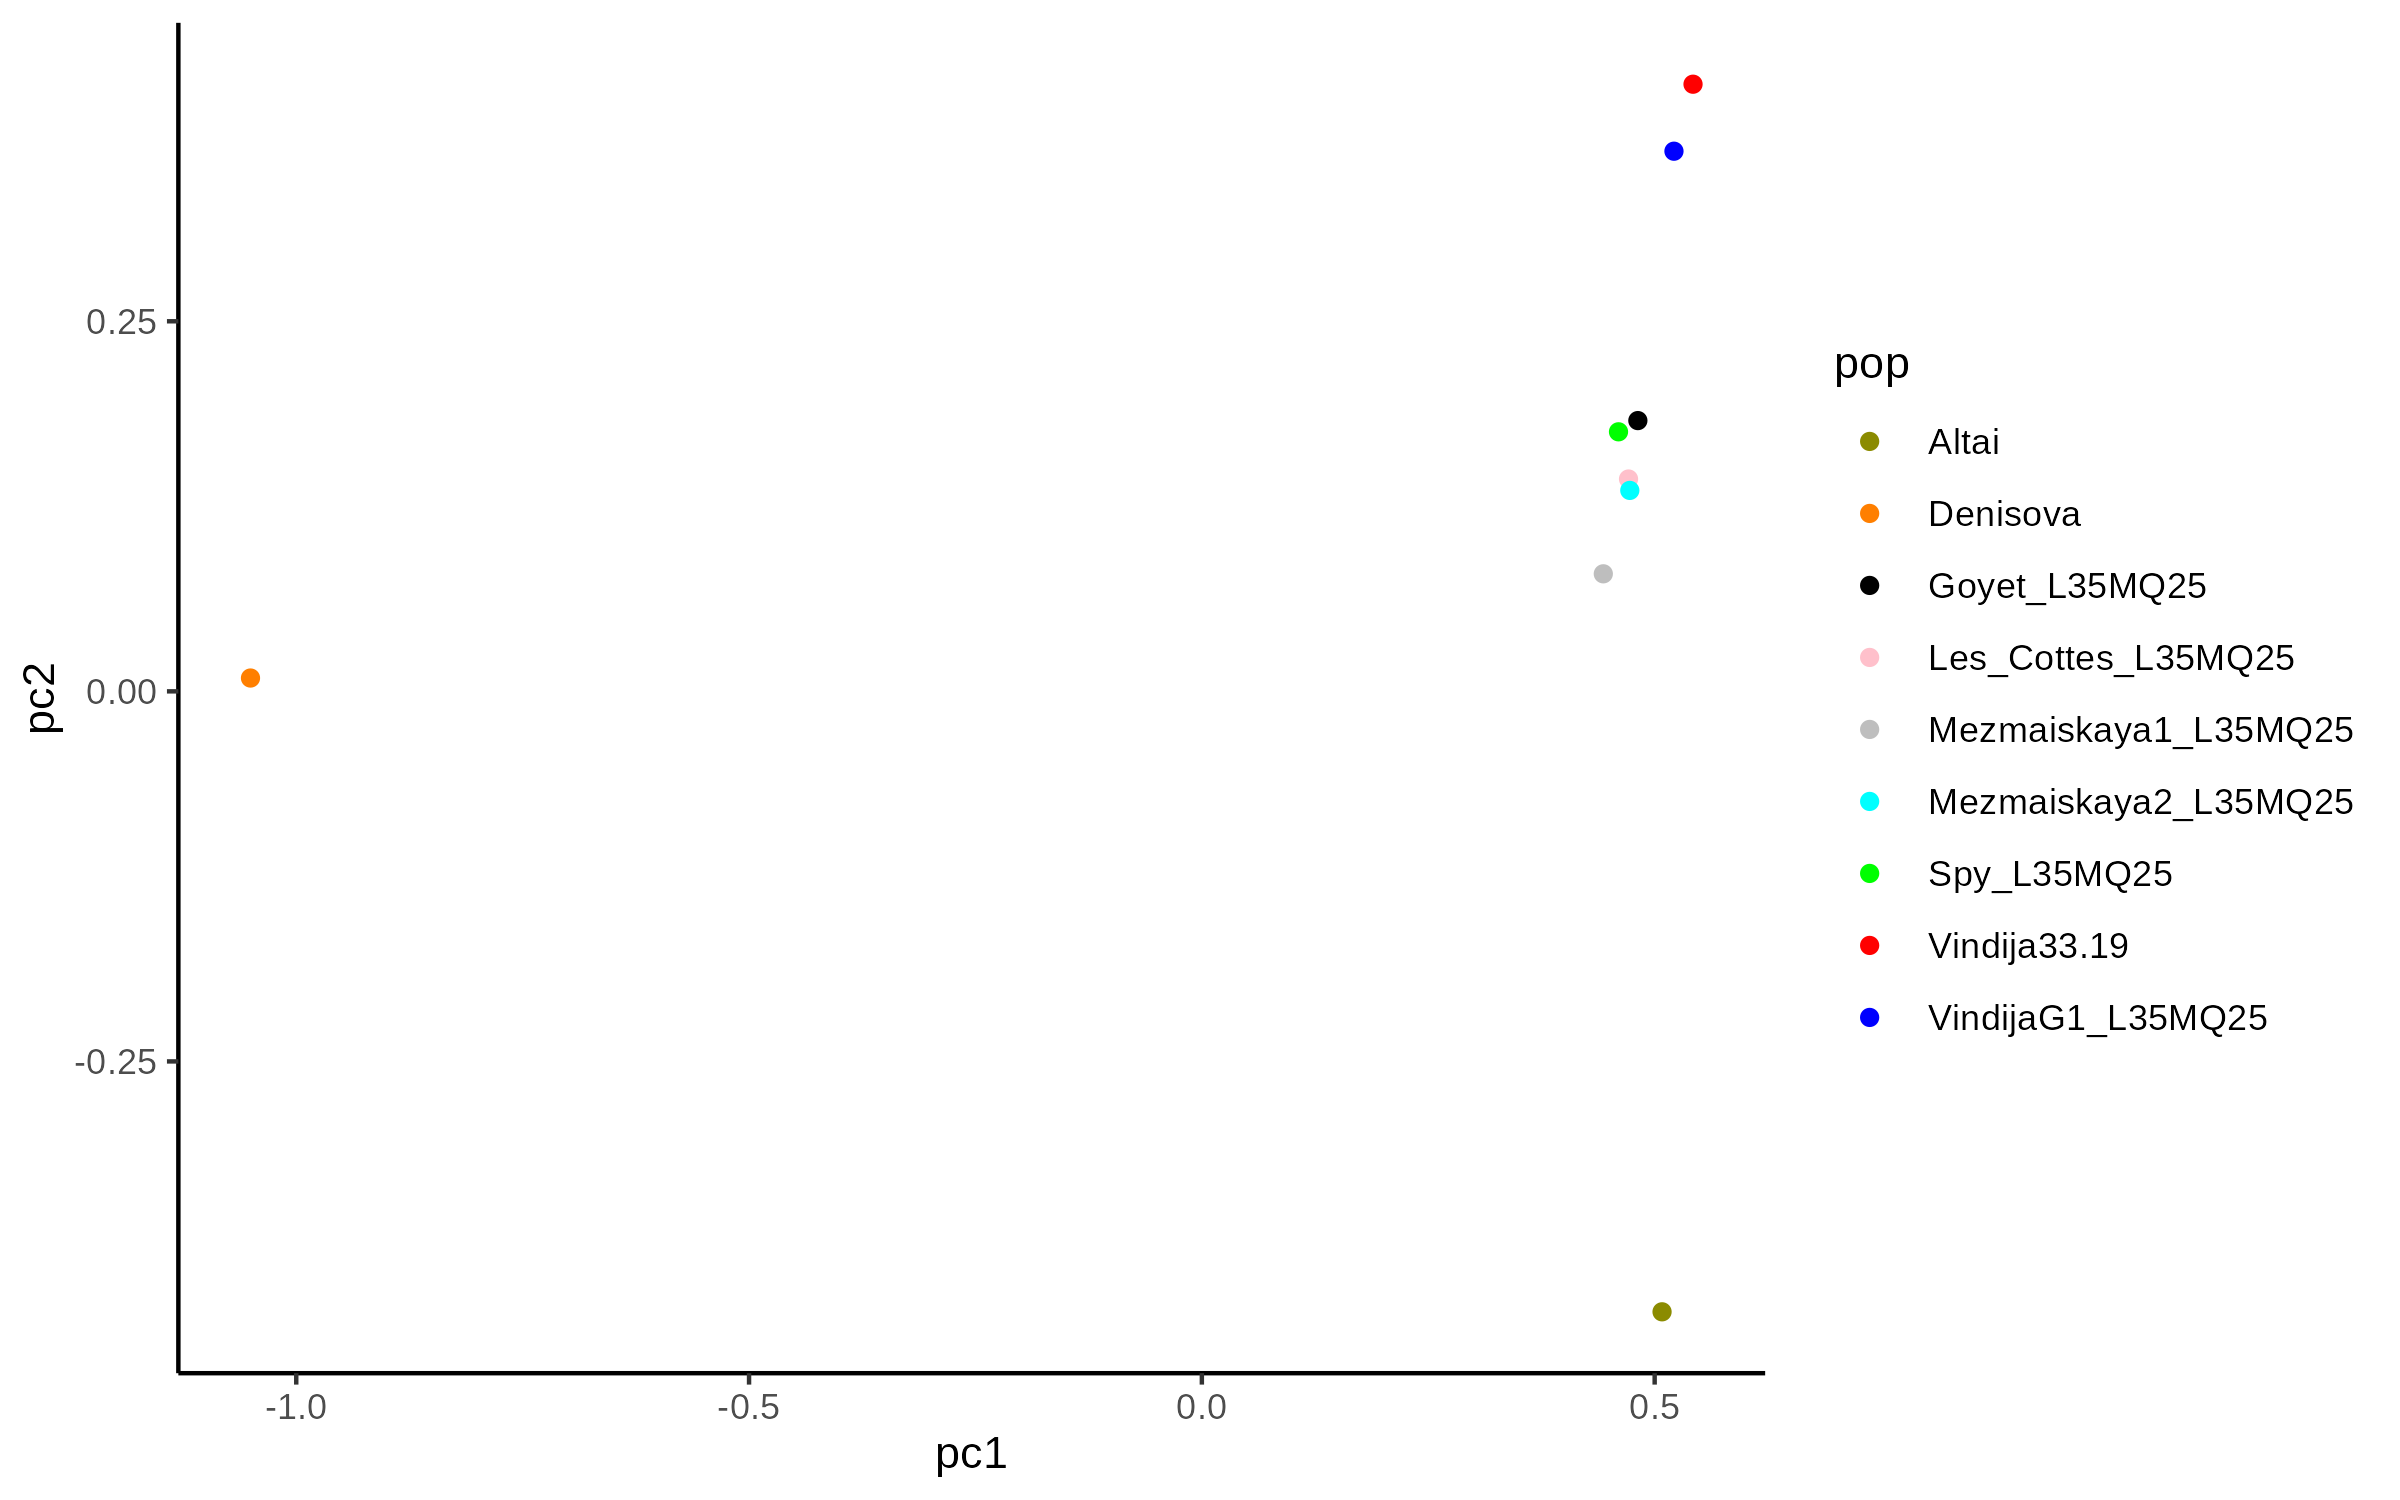 0.25
0.00
-0.25
pc2
-1.0
-0.5
0.0
0.5
pc1
pop
Altai
Denisova
Goyet_L35MQ25
Les_Cottes_L35MQ25
Mezmaiskaya1_L35MQ25
Mezmaiskaya2_L35MQ25
Spy_L35MQ25
Vindija33.19
VindijaG1_L35MQ25